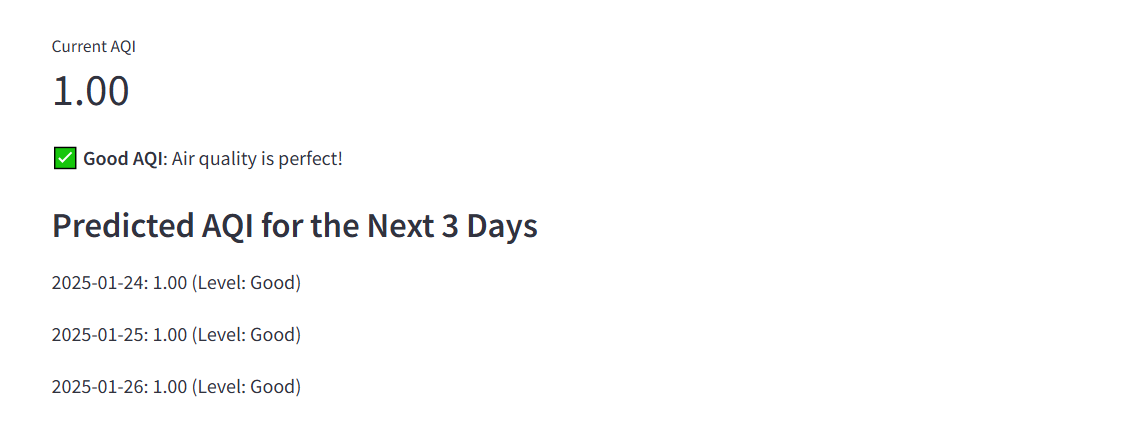 Current AQI
1.00
✅ Good AQI: Air quality is perfect!
Predicted AQI for the Next 3 Days
2025-01-24: 1.00 (Level: Good)
2025-01-25: 1.00 (Level: Good)
2025-01-26: 1.00 (Level: Good)